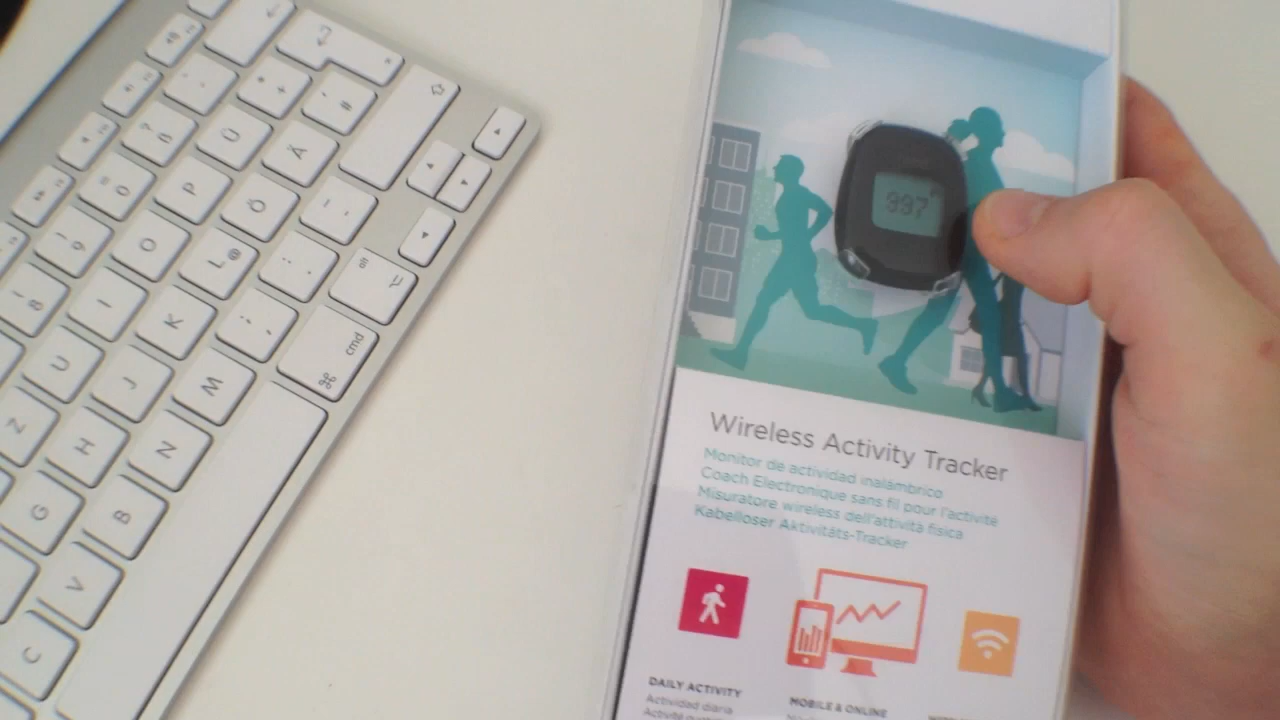 997
Wireless Activity Tracker
Monitor de actividad inalámbrico
Coach Electronique sans fil pour l'activité
Misuratore wireless dell'attività fisica
Kabelloser Aktivitäts-Tracker
DAILY ACTIVITY
Actividad diaria
MOBILE & ONLINE
alt
cmd
⌘
P
Ü
Ä
O
Ö
L@
I
K
U
J
M
Z
H
N
G
B
V
C